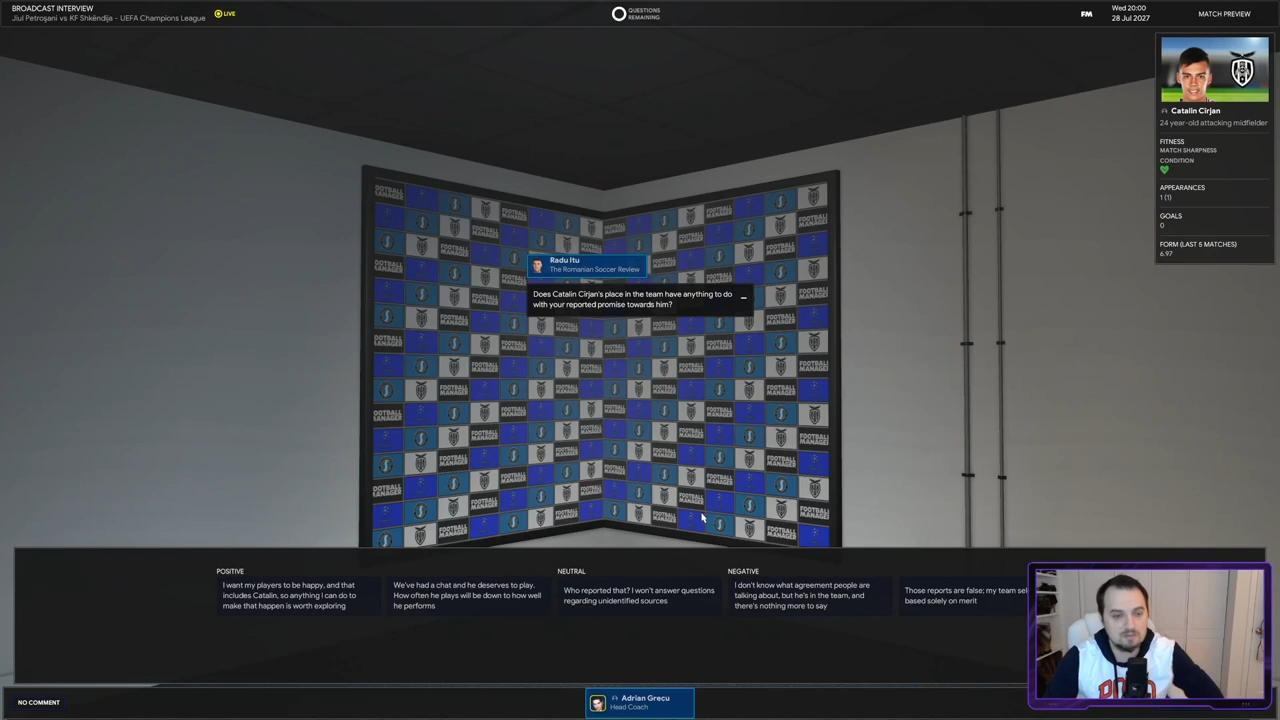 BROADCAST INTERVIEW
Jiul Petroşani vs KF Shkëndija - UEFA Champions League
LIVE
QUESTIONS
REMAINING
FM
Wed 20:00
28 Jul 2027
MATCH PREVIEW
Catalin Cîrjan
24 year-old attacking midfielder
FITNESS
MATCH SHARPNESS
CONDITION
APPEARANCES
1 (1)
GOALS
0
FORM (LAST 5 MATCHES)
6.97
FOOTBALL MANAGER
Radu Itu
The Romanian Soccer Review
Does Catalin Cîrjan's place in the team have anything to do
with your reported promise towards him?
POSITIVE
I want my players to be happy, and that
includes Catalin, so anything I can do to
make that happen is worth exploring
We've had a chat and he deserves to play.
How often he plays will be down to how well
he performs
NEUTRAL
Who reported that? I won't answer questions
regarding unidentified sources
NEGATIVE
I don't know what agreement people are
talking about, but he's in the team, and
there's nothing more to say
Those reports are false; my team sel
based solely on merit
NO COMMENT
Adrian Grecu
Head Coach